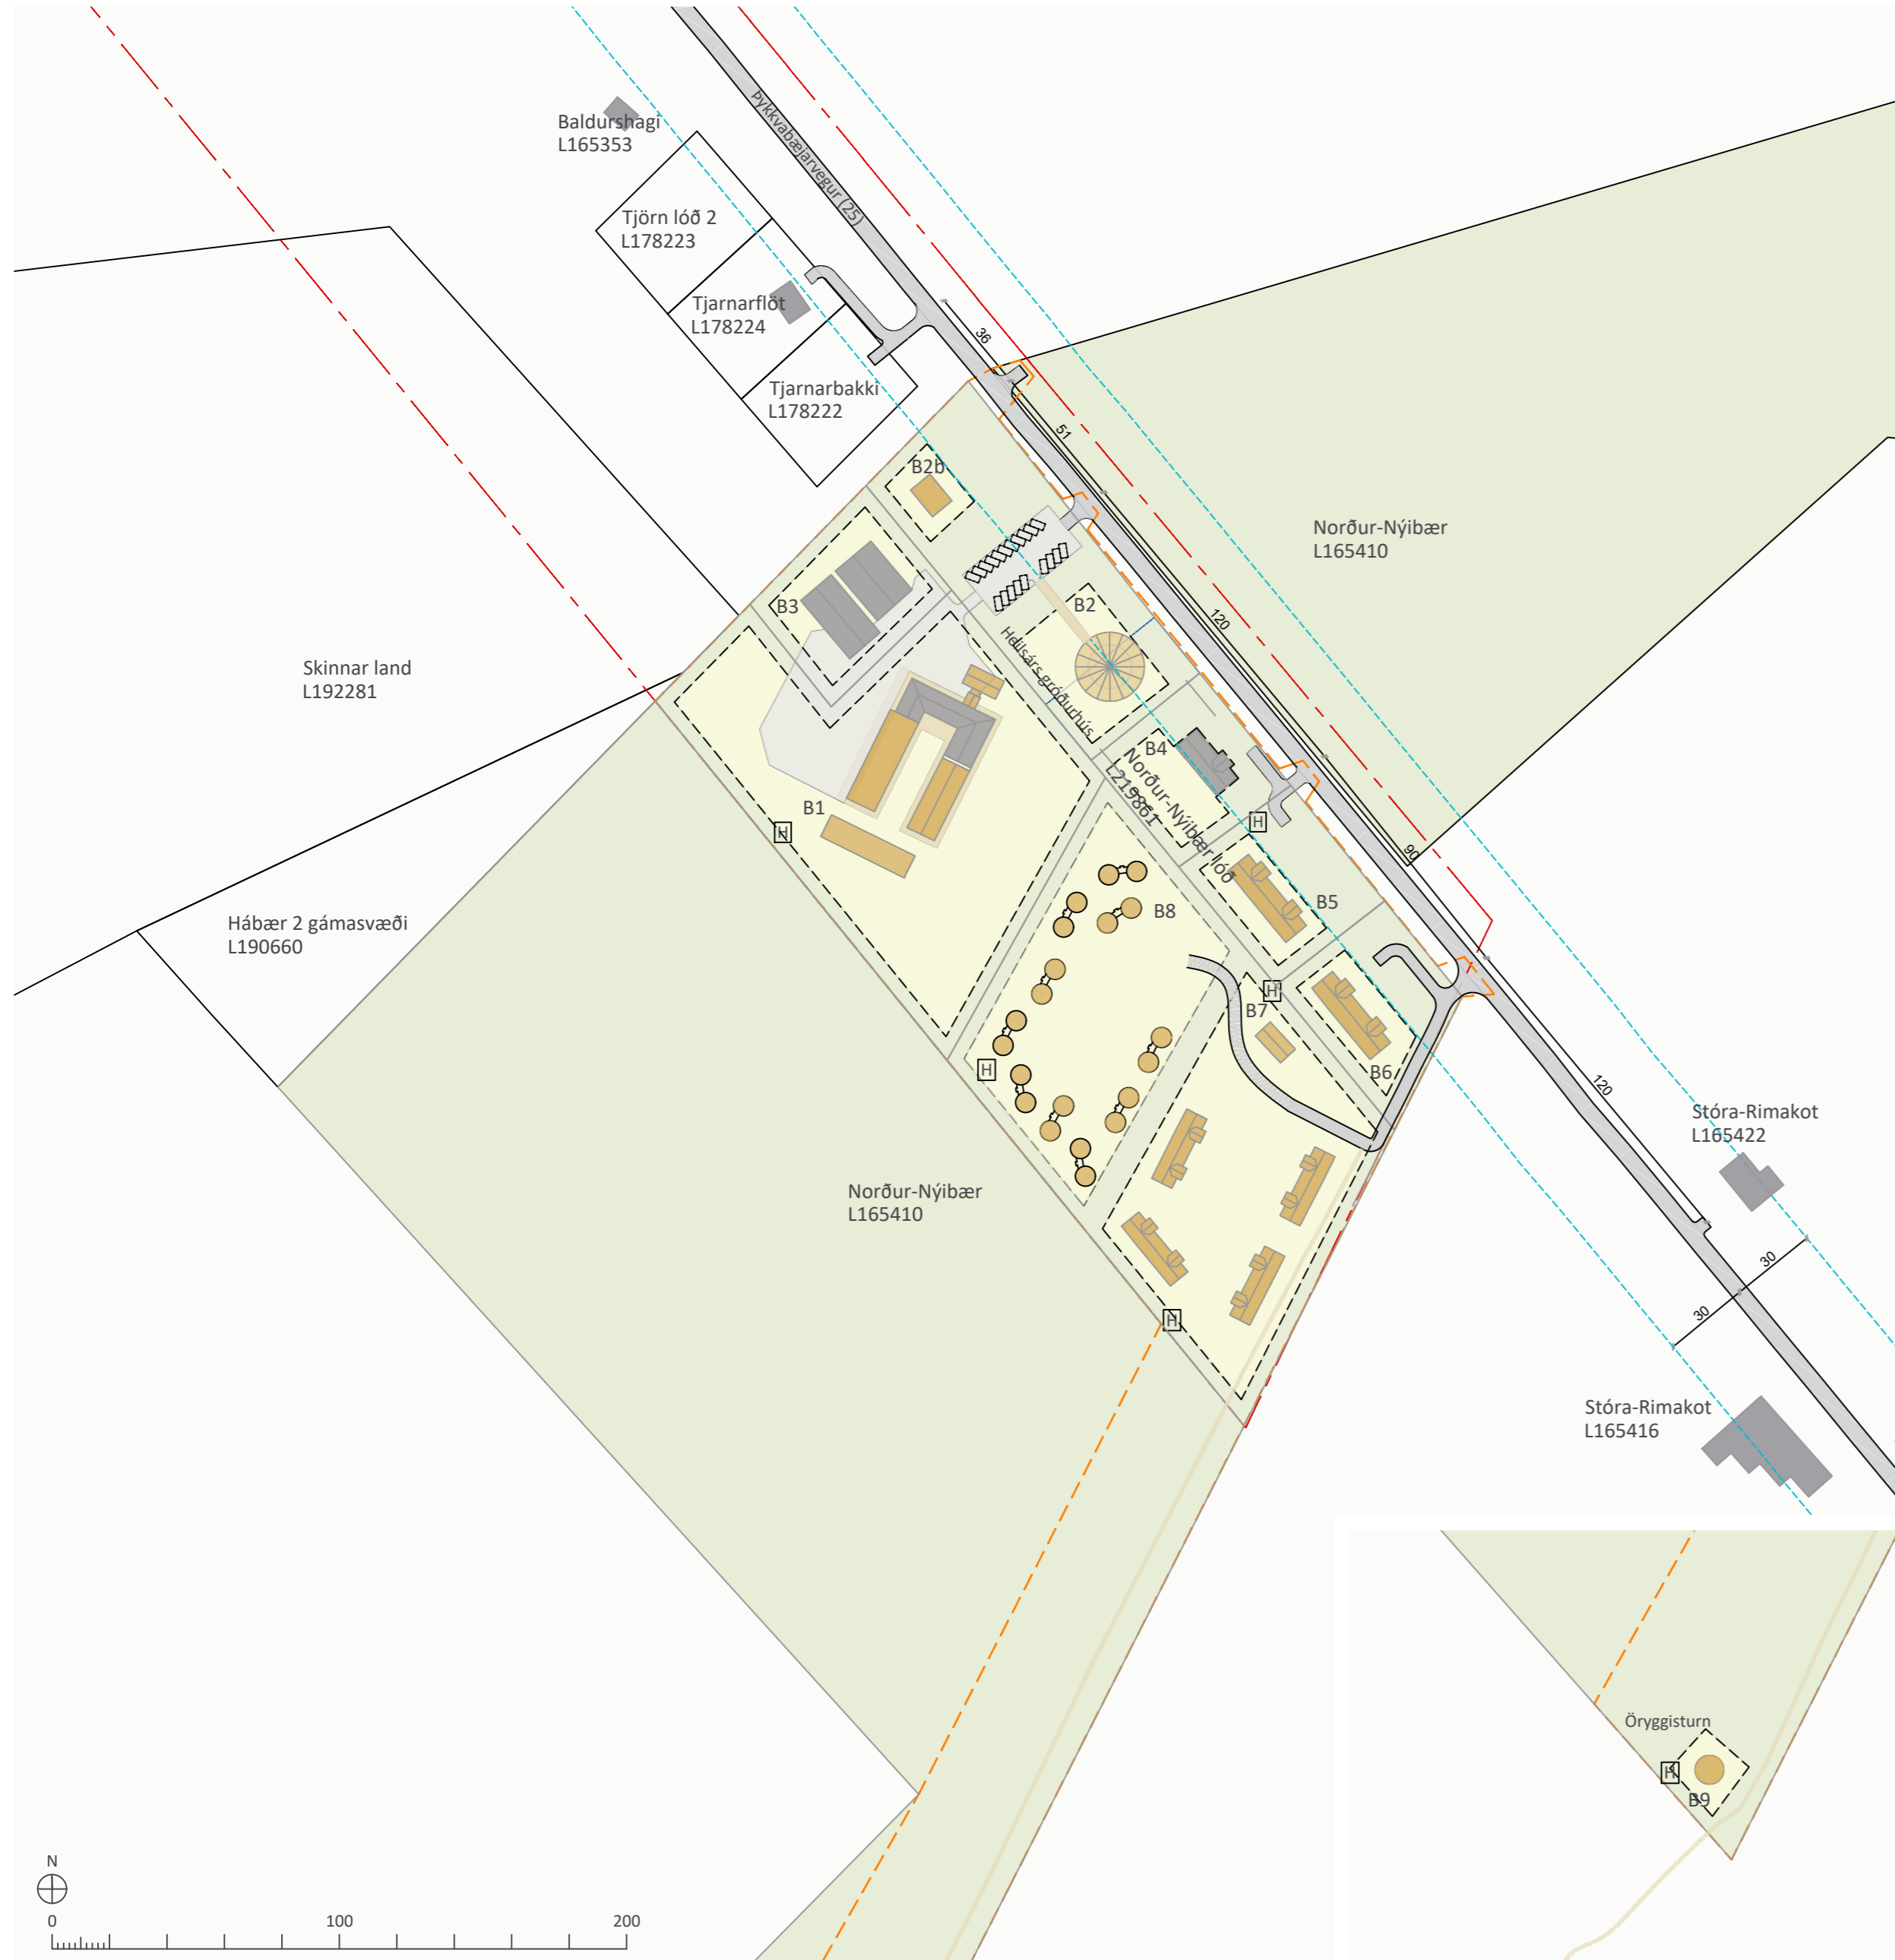 Þykkvabæjarvegur (25)
Baldurshagi
L165353
Tjörn lóð 2
L178223
Tjarnarflöt
L178224
Tjarnarbakki
L178222
36
51
120
90
120
30
30
Norður-Nýibær
L165410
Skinnar land
L192281
Hábær 2 gámasvæði
L190660
B2b
B3
B2
Heilsárs gróðurhús
B4
Norður-Nýibær lóð
L219861
B1
H
H
B5
B8
H
B7
B6
H
H
Norður-Nýibær
L165410
Stóra-Rimakot
L165422
Stóra-Rimakot
L165416
Öryggisturn
H
B9
N
0
100
200